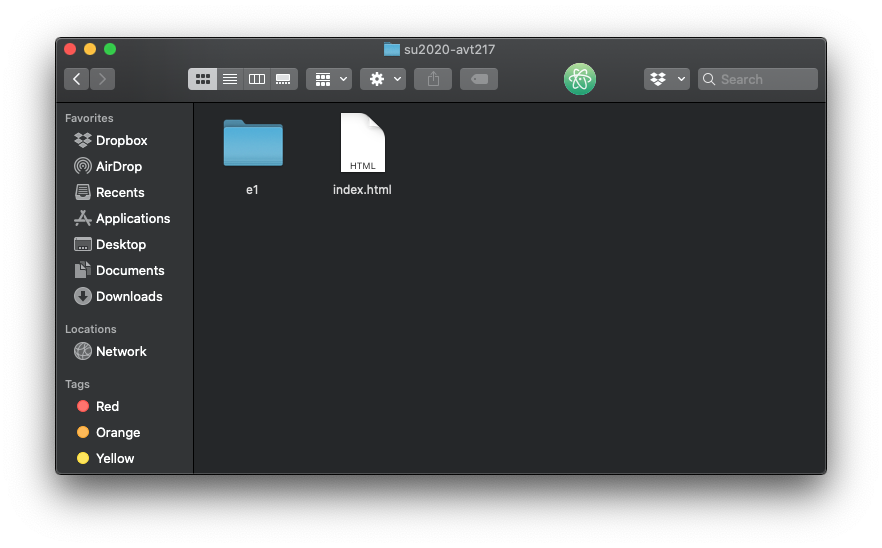 su2020-avt217
Search
Favorites
Dropbox
AirDrop
Recents
Applications
Desktop
Documents
Downloads
Locations
Network
Tags
Red
Orange
Yellow
HTML
e1
index.html